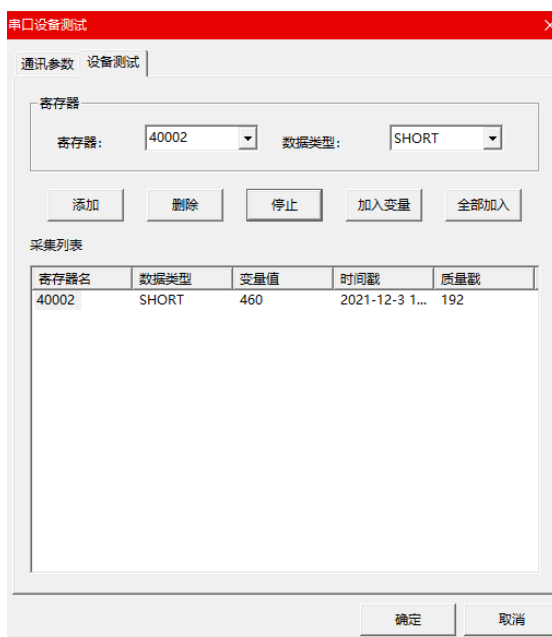 串口设备测试
通讯参数 设备测试
寄存器
寄存器: 40002 数据类型: SHORT
添加 删除 停止 加入变量 全部加入
采集列表
寄存器名 数据类型 变量值 时间戳 质量戳
40002 SHORT 460 2021-12-3 1... 192
确定 取消